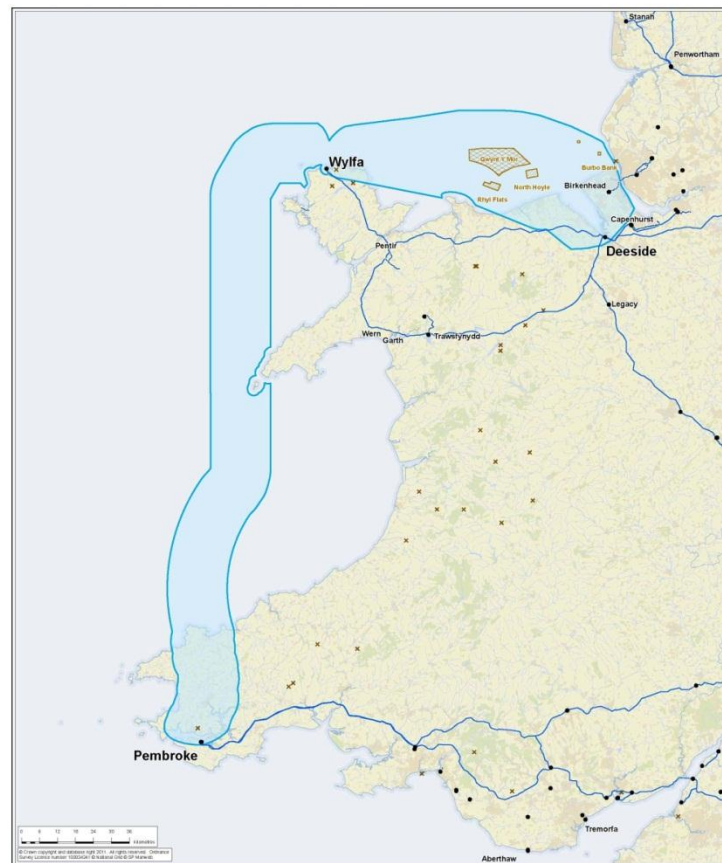 Stanah
Penwortham
Wylfa
Gwynt Y Mor
Burbo Bank
North Hoyle
Birkenhead
Rhyl Flats
Capenhurst
Pentir
Deeside
Legacy
Wern
Garth
Trawsfynydd
Pembroke
Tremorfa
Aberthaw